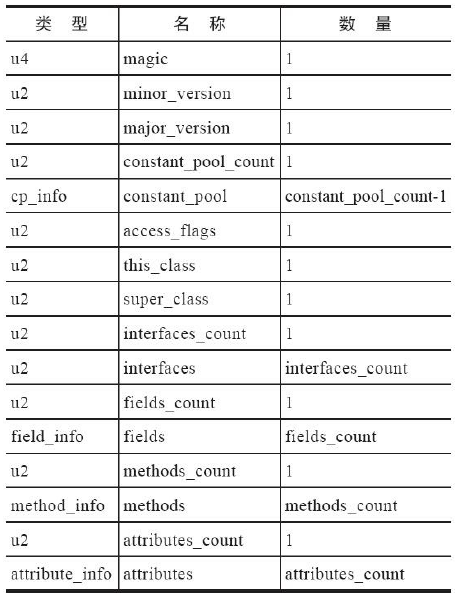 类 型 名 称 数 量
u4 magic 1
u2 minor_version 1
u2 major_version 1
u2 constant_pool_count 1
cp_info constant_pool constant_pool_count-1
u2 access_flags 1
u2 this_class 1
u2 super_class 1
u2 interfaces_count 1
u2 interfaces interfaces_count
u2 fields_count 1
field_info fields fields_count
u2 methods_count 1
method_info methods methods_count
u2 attributes_count 1
attribute_info attributes attributes_count